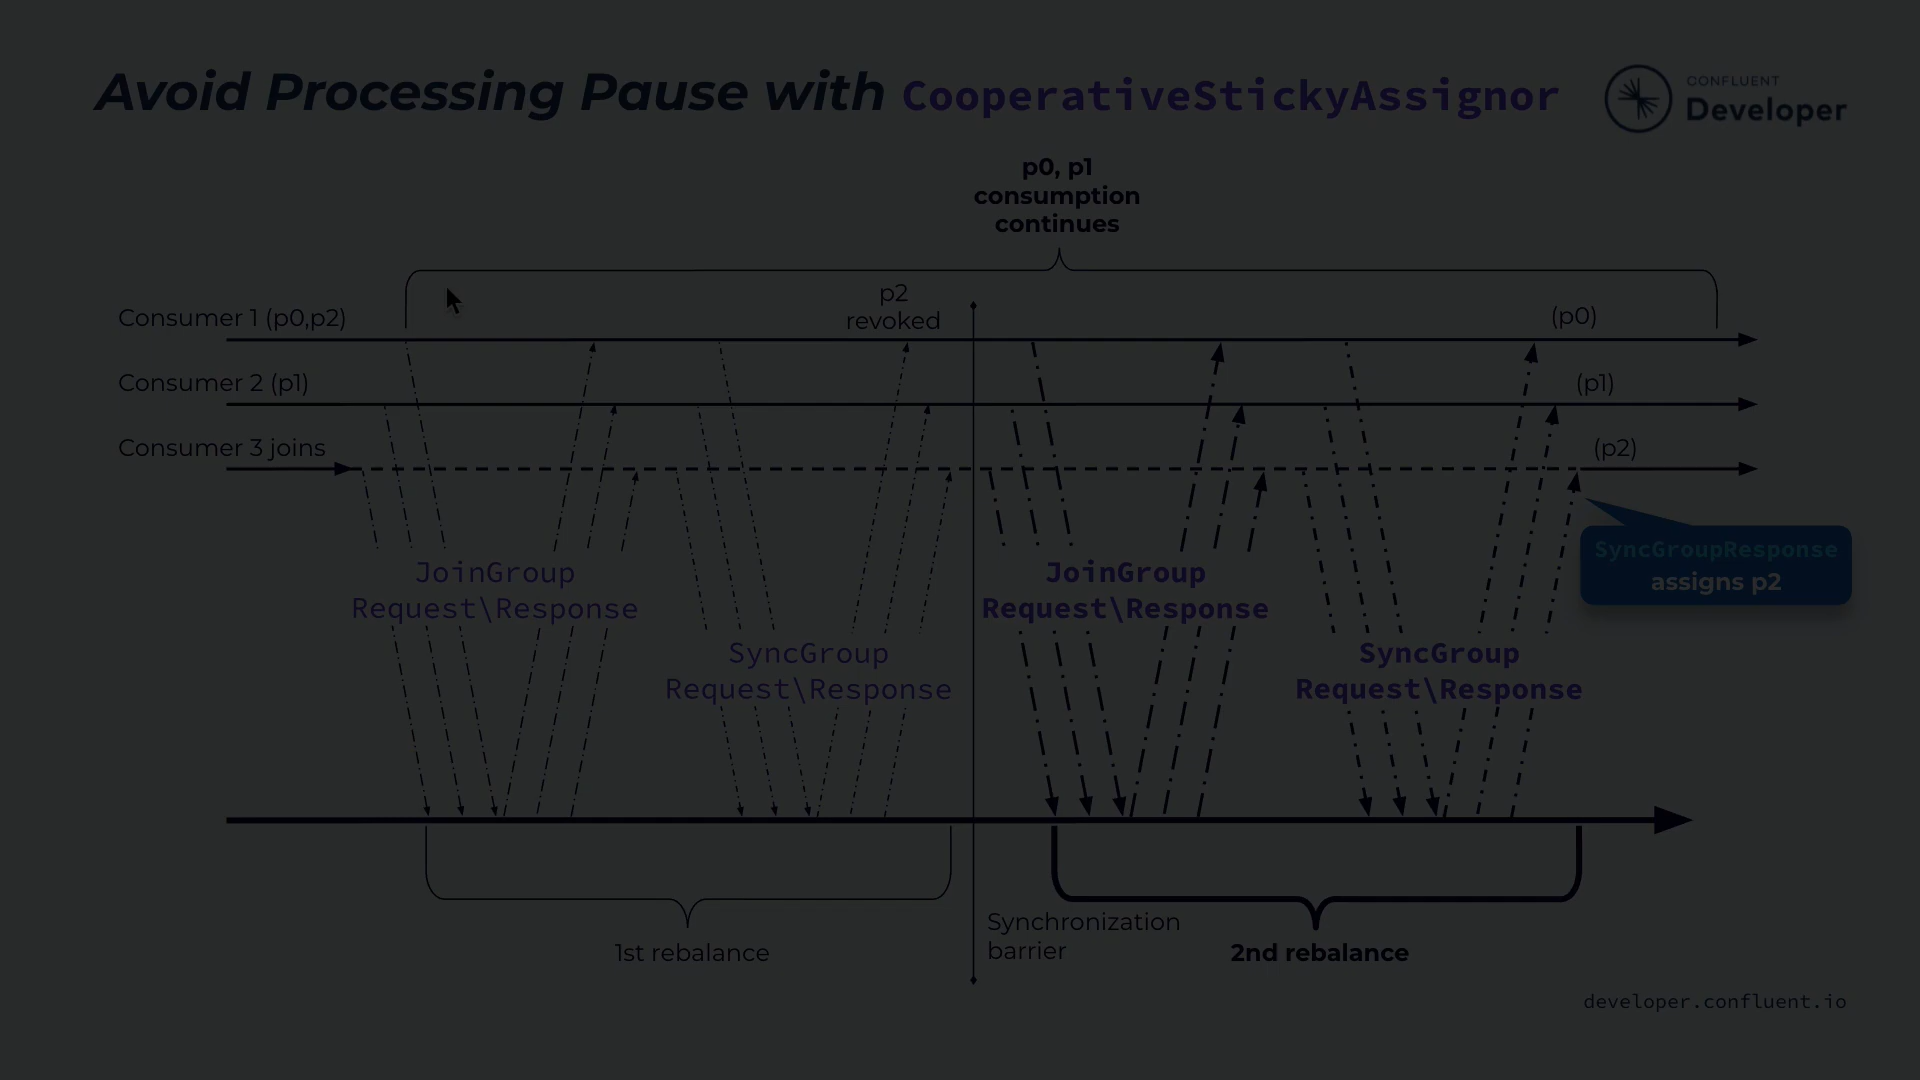 Avoid Processing Pause with CooperativeStickyAssignor
CONFLUENT
Developer
p0, p1
consumption
continues
p2
revoked
Consumer 1 (p0,p2)
(p0)
Consumer 2 (p1)
(p1)
Consumer 3 joins
(p2)
SyncGroupResponse
assigns p2
JoinGroup
Request\Response
JoinGroup
Request\Response
SyncGroup
Request\Response
SyncGroup
Request\Response
Synchronization
barrier
1st rebalance
2nd rebalance
developer.confluent.io